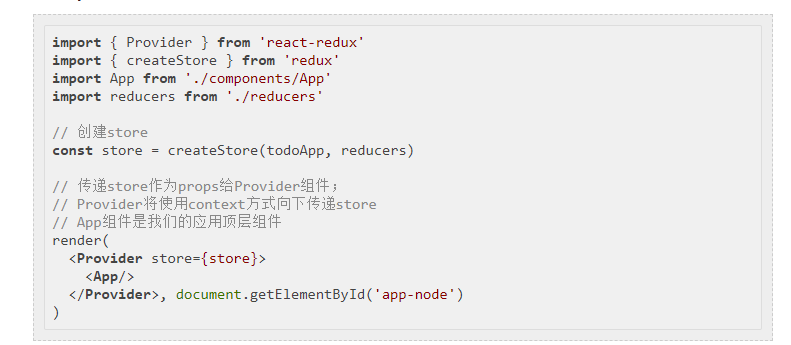 import { Provider } from 'react-redux'
import { createStore } from 'redux'
import App from './components/App'
import reducers from './reducers'

// 创建store
const store = createStore(todoApp, reducers)

// 传递store作为props给Provider组件；
// Provider将使用context方式向下传递store
// App组件是我们的应用顶层组件
render(
  <Provider store={store}>
    <App/>
  </Provider>, document.getElementById('app-node')
)